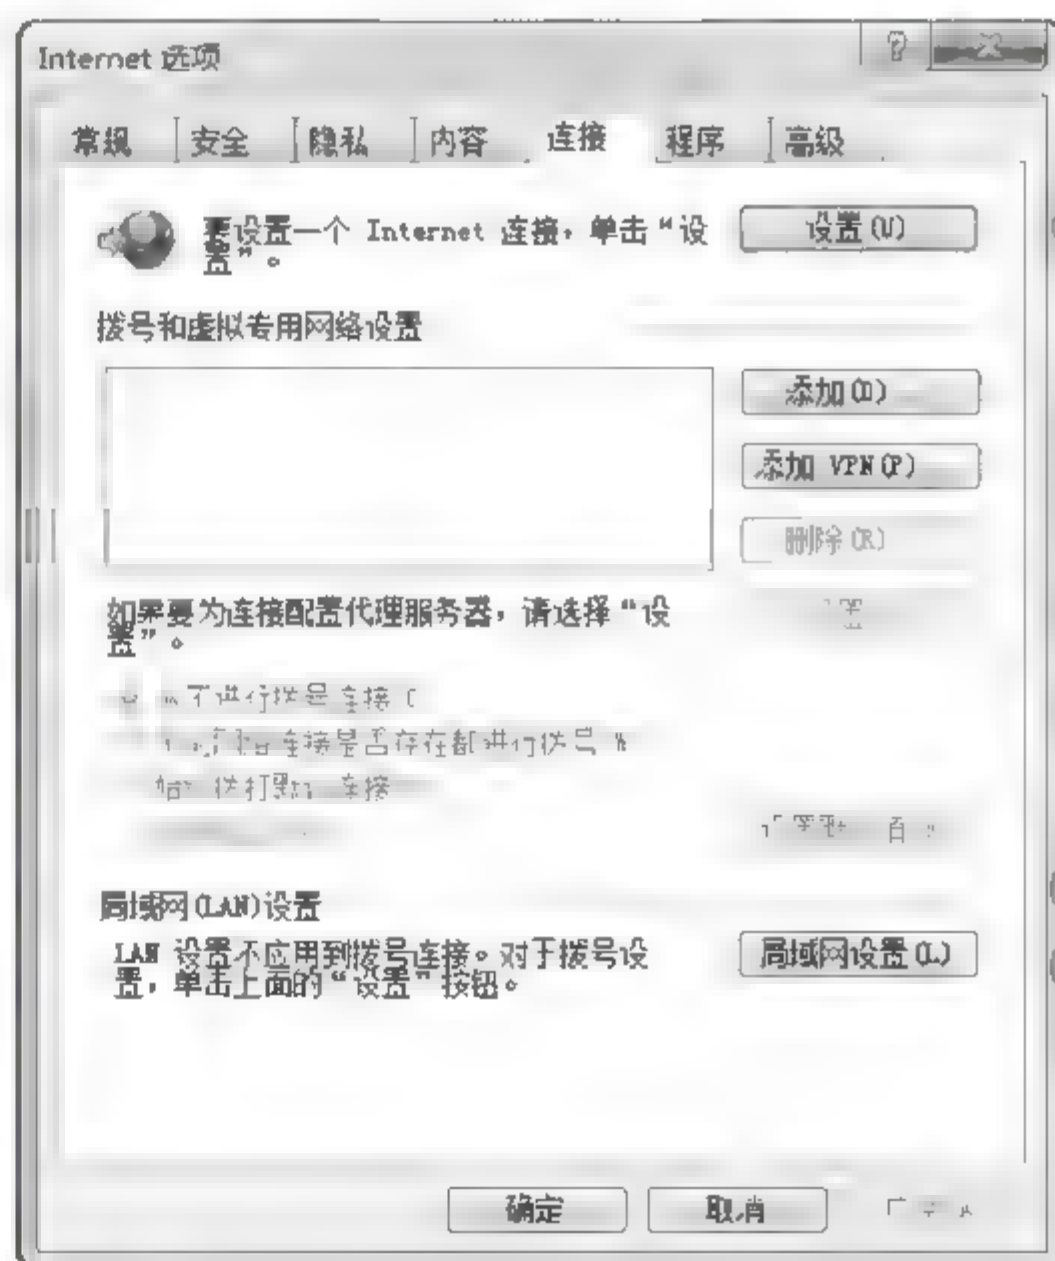 Internet 选项
常规 安全 隐私 内容 连接 程序 高级
要设置一个 Internet 连接，单击“设
置”。
设置(U)
拨号和虚拟专用网络设置
添加(D)
添加 VPN(P)
删除(R)
如果要为连接配置代理服务器，请选择“设
置”。
局域网(LAN)设置
LAN 设置不应用到拨号连接。对于拨号设
置，单击上面的“设置”按钮。
局域网设置(L)
确定 取消